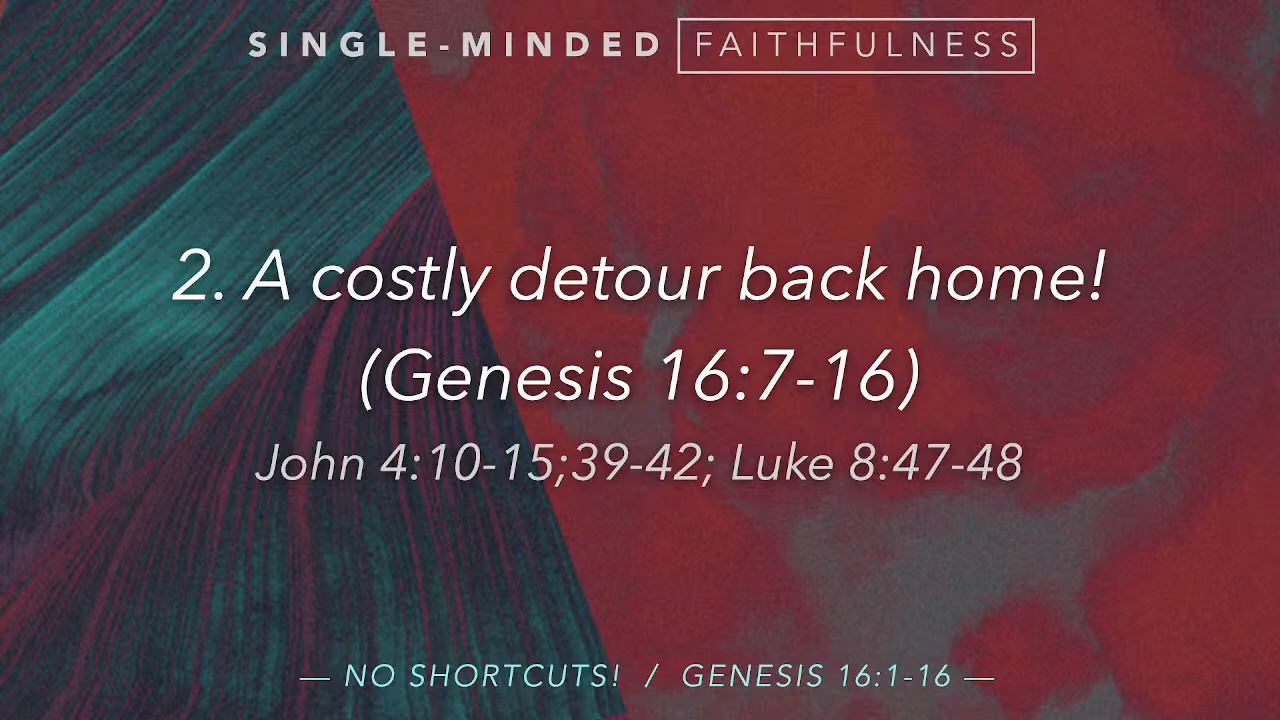 SINGLE-MINDED FAITHFULNESS
2. A costly detour back home!
(Genesis 16:7-16)
John 4:10-15;39-42; Luke 8:47-48
— NO SHORTCUTS! / GENESIS 16:1-16 —